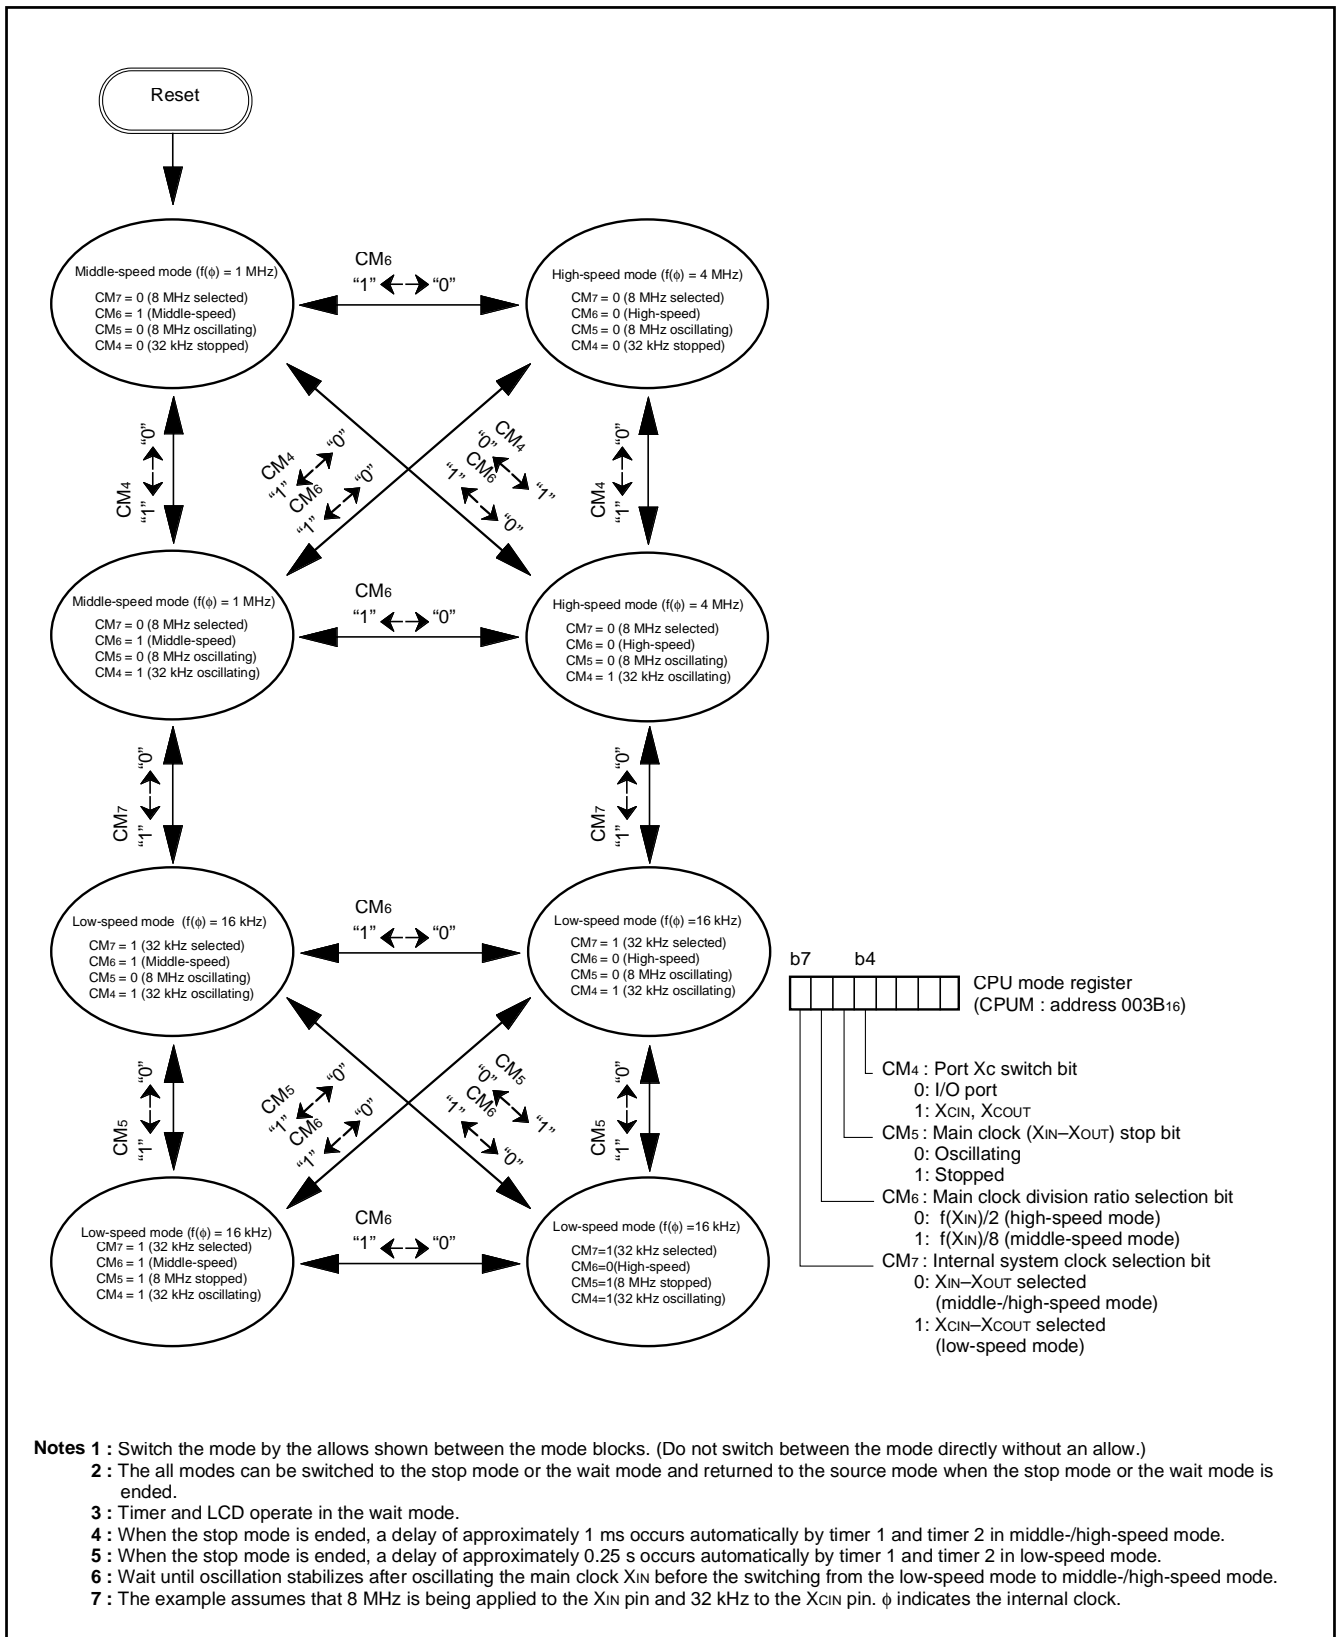 Reset
Middle-speed mode (f(ϕ) = 1 MHz)
CM7 = 0 (8 MHz selected)
CM6 = 1 (Middle-speed)
CM5 = 0 (8 MHz oscillating)
CM4 = 0 (32 kHz stopped)
CM6
“1” “0”
High-speed mode (f(ϕ) = 4 MHz)
CM7 = 0 (8 MHz selected)
CM6 = 0 (High-speed)
CM5 = 0 (8 MHz oscillating)
CM4 = 0 (32 kHz stopped)
CM4
“1” “0”
CM4
“1” “0”
CM6
“1” “0”
CM4
“0” “1”
CM6
“1” “0”
CM4
“1” “0”
Middle-speed mode (f(ϕ) = 1 MHz)
CM7 = 0 (8 MHz selected)
CM6 = 1 (Middle-speed)
CM5 = 0 (8 MHz oscillating)
CM4 = 1 (32 kHz oscillating)
CM6
“1” “0”
High-speed mode (f(ϕ) = 4 MHz)
CM7 = 0 (8 MHz selected)
CM6 = 0 (High-speed)
CM5 = 0 (8 MHz oscillating)
CM4 = 1 (32 kHz oscillating)
CM7
“1” “0”
CM7
“1” “0”
Low-speed mode (f(ϕ) = 16 kHz)
CM7 = 1 (32 kHz selected)
CM6 = 1 (Middle-speed)
CM5 = 0 (8 MHz oscillating)
CM4 = 1 (32 kHz oscillating)
CM6
“1” “0”
Low-speed mode (f(ϕ) =16 kHz)
CM7 = 1 (32 kHz selected)
CM6 = 0 (High-speed)
CM5 = 0 (8 MHz oscillating)
CM4 = 1 (32 kHz oscillating)
CM5
“1” “0”
CM5
“1” “0”
CM6
“1” “0”
CM5
“0” “1”
CM6
“1” “0”
CM5
“1” “0”
Low-speed mode (f(ϕ) = 16 kHz)
CM7 = 1 (32 kHz selected)
CM6 = 1 (Middle-speed)
CM5 = 1 (8 MHz stopped)
CM4 = 1 (32 kHz oscillating)
CM6
“1” “0”
Low-speed mode (f(ϕ) =16 kHz)
CM7=1(32 kHz selected)
CM6=0(High-speed)
CM5=1(8 MHz stopped)
CM4=1(32 kHz oscillating)
b7 b4
CPU mode register
(CPUM : address 003B16)
CM4 : Port Xc switch bit
0: I/O port
1: XCIN, XCOUT
CM5 : Main clock (XIN–XOUT) stop bit
0: Oscillating
1: Stopped
CM6 : Main clock division ratio selection bit
0: f(XIN)/2 (high-speed mode)
1: f(XIN)/8 (middle-speed mode)
CM7 : Internal system clock selection bit
0: XIN–XOUT selected
(middle-/high-speed mode)
1: XCIN–XCOUT selected
(low-speed mode)
Notes 1 : Switch the mode by the allows shown between the mode blocks. (Do not switch between the mode directly without an allow.)
2 : The all modes can be switched to the stop mode or the wait mode and returned to the source mode when the stop mode or the wait mode is
ended.
3 : Timer and LCD operate in the wait mode.
4 : When the stop mode is ended, a delay of approximately 1 ms occurs automatically by timer 1 and timer 2 in middle-/high-speed mode.
5 : When the stop mode is ended, a delay of approximately 0.25 s occurs automatically by timer 1 and timer 2 in low-speed mode.
6 : Wait until oscillation stabilizes after oscillating the main clock XIN before the switching from the low-speed mode to middle-/high-speed mode.
7 : The example assumes that 8 MHz is being applied to the XIN pin and 32 kHz to the XCIN pin. ϕ indicates the internal clock.